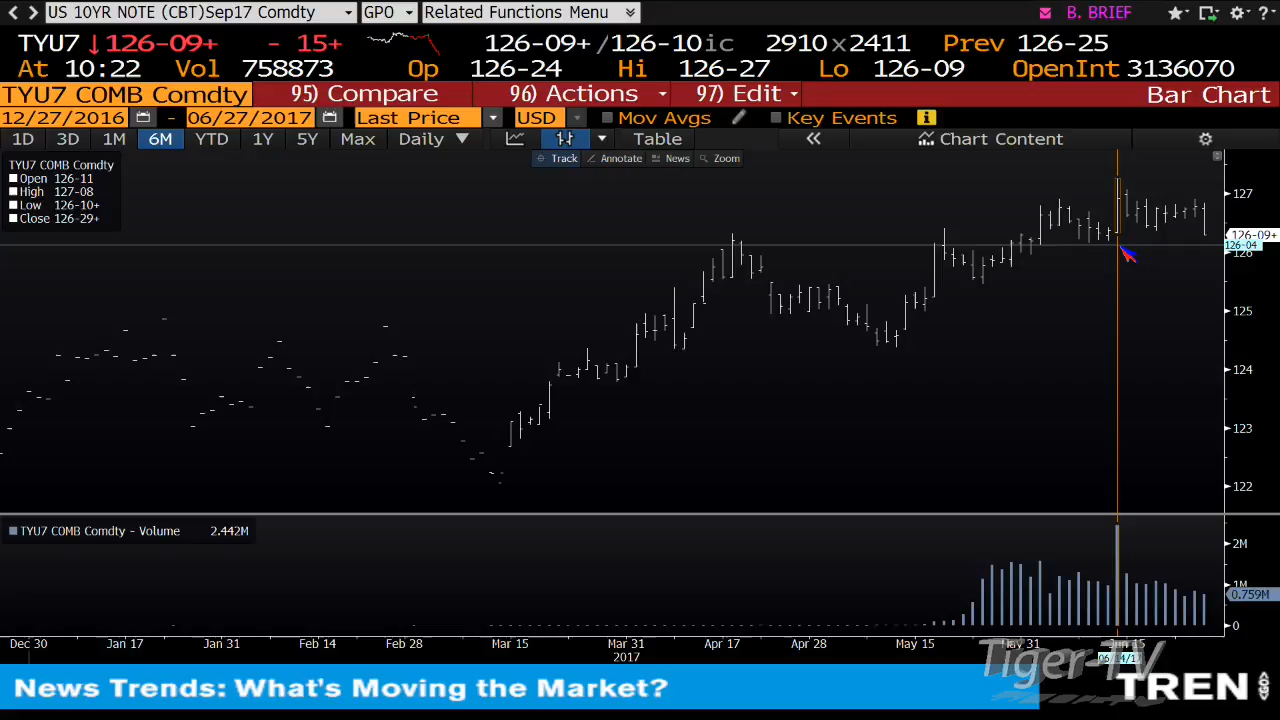 US 10YR NOTE (CBT)Sep17 Comdty GPO Related Functions Menu B. BRIEF
TYU7 ↓126-09+ - 15+ 126-09+/126-10ic 2910x2411 Prev 126-25
At 10:22 Vol 758873 Op 126-24 Hi 126-27 Lo 126-09 OpenInt 3136070
TYU7 COMB Comdty 95) Compare 96) Actions 97) Edit Bar Chart
12/27/2016 - 06/27/2017 Last Price USD Mov Avgs Key Events
1D 3D 1M 6M YTD 1Y 5Y Max Daily Table Chart Content
Track Annotate News Zoom
TYU7 COMB Comdty
Open 126-11
High 127-08
Low 126-10+
Close 126-29+
127
126-09+
126-04
126
125
124
123
122
TYU7 COMB Comdty - Volume 2.442M
2M
1M
0.759M
0
Dec 30 Jan 17 Jan 31 Feb 14 Feb 28 Mar 15 Mar 31 Apr 17 Apr 28 May 15 May 31 Jun 15
2017 06/14/17
Tiger-TV
News Trends: What's Moving the Market?
TREN